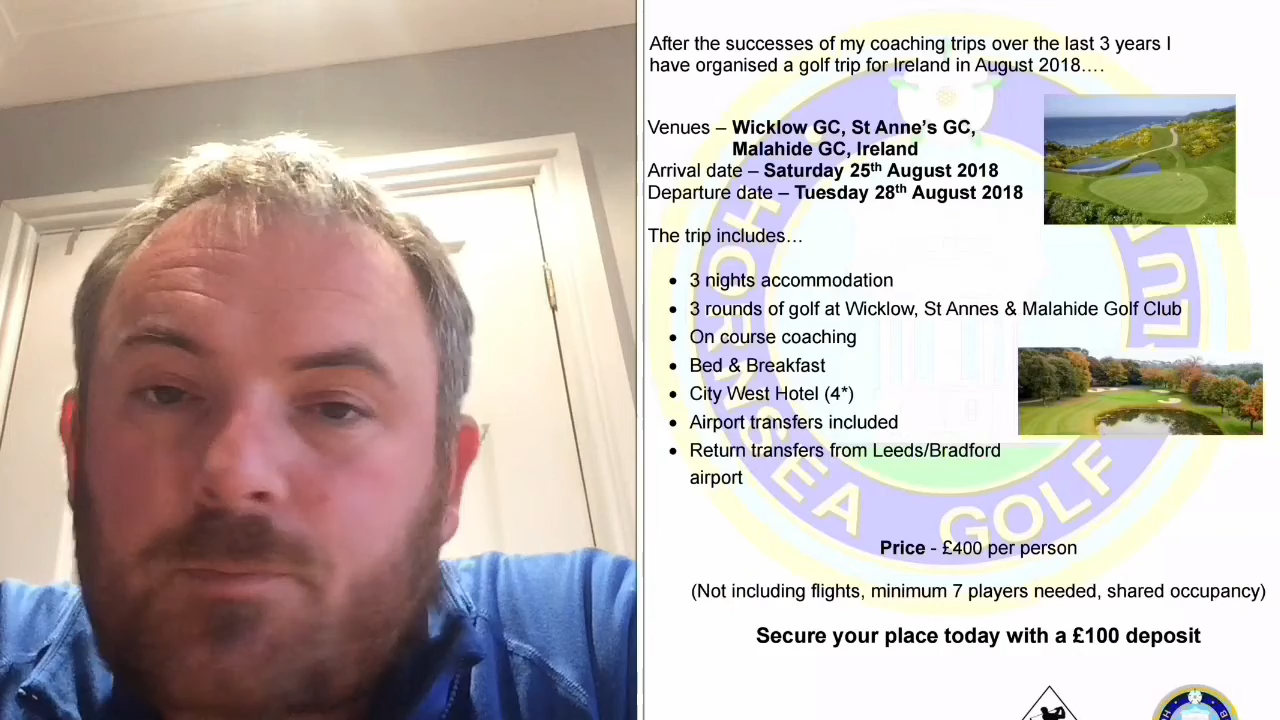 After the successes of my coaching trips over the last 3 years I
have organised a golf trip for Ireland in August 2018….
Venues – Wicklow GC, St Anne’s GC,
Malahide GC, Ireland
Arrival date – Saturday 25th August 2018
Departure date – Tuesday 28th August 2018
The trip includes…
• 3 nights accommodation
• 3 rounds of golf at Wicklow, St Annes & Malahide Golf Club
• On course coaching
• Bed & Breakfast
• City West Hotel (4*)
• Airport transfers included
• Return transfers from Leeds/Bradford
airport
Price - £400 per person
(Not including flights, minimum 7 players needed, shared occupancy)
Secure your place today with a £100 deposit
GOLF